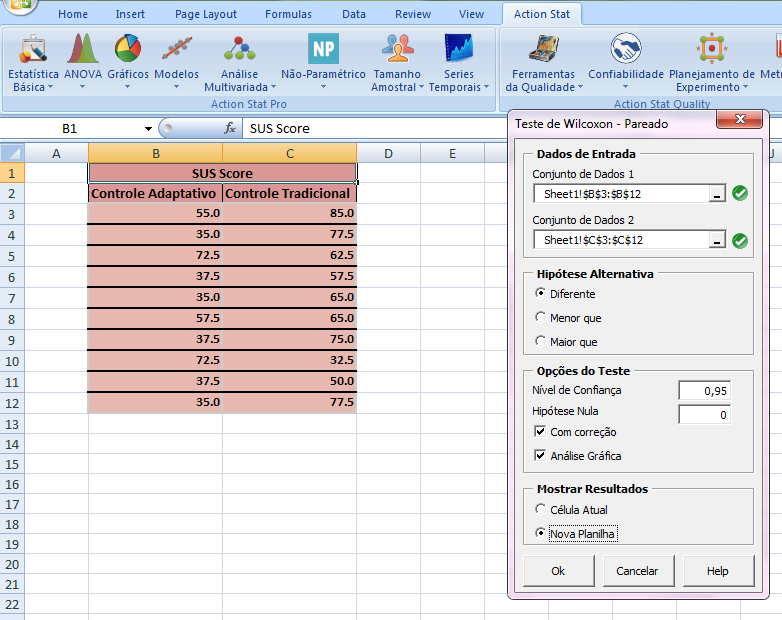 Home Insert Page Layout Formulas Data Review View Action Stat
NP
Estatística Básica
ANOVA
Gráficos
Modelos
Análise Multivariada
Não-Paramétrico
Tamanho Amostral
Series Temporais
Ferramentas da Qualidade
Confiabilidade
Planejamento de Experimento
Action Stat Pro
Action Stat Quality
B1 fx SUS Score
A B C D E
1 SUS Score
2 Controle Adaptativo Controle Tradicional
3 55.0 85.0
4 35.0 77.5
5 72.5 62.5
6 37.5 57.5
7 35.0 65.0
8 57.5 65.0
9 37.5 75.0
10 72.5 32.5
11 37.5 50.0
12 35.0 77.5
13
14
15
16
17
18
19
20
21
22
Teste de Wilcoxon - Pareado
Dados de Entrada
Conjunto de Dados 1
Sheet1!$B$3:$B$12
Conjunto de Dados 2
Sheet1!$C$3:$C$12
Hipótese Alternativa
Diferente
Menor que
Maior que
Opções do Teste
Nível de Confiança 0,95
Hipótese Nula 0
Com correção
Análise Gráfica
Mostrar Resultados
Célula Atual
Nova Planilha
Ok Cancelar Help